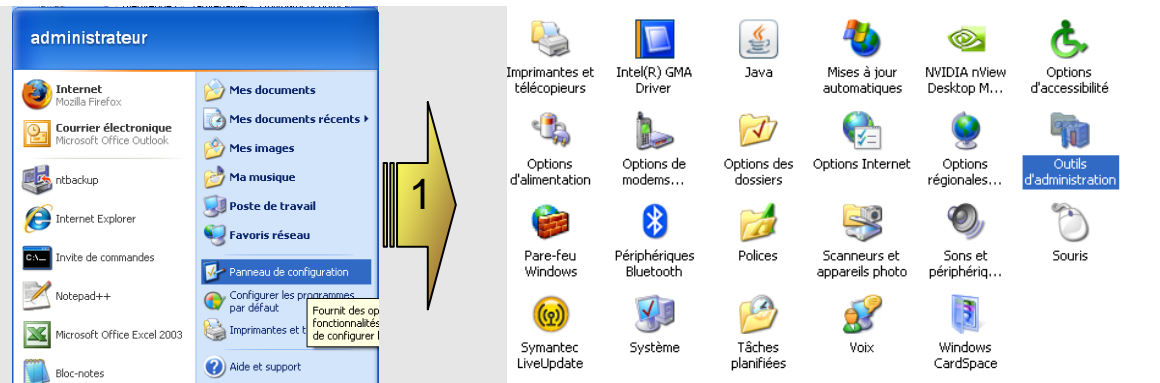 administrateur
Internet
Mozilla Firefox
Courrier électronique
Microsoft Office Outlook
ntbackup
Internet Explorer
Invite de commandes
Notepad++
Microsoft Office Excel 2003
Bloc-notes
Mes documents
Mes documents récents
Mes images
Ma musique
Poste de travail
Favoris réseau
Panneau de configuration
Configurer les programmes
par défaut
Imprimantes et t
Aide et support
Fournit des op
fonctionnalités
de configurer
1
Imprimantes et
télécopieurs
Intel(R) GMA
Driver
Java
Mises à jour
automatiques
NVIDIA nView
Desktop M...
Options
d'accessibilité
Options
d'alimentation
Options de
modems...
Options des
dossiers
Options Internet
Options
régionales...
Outils
d'administration
Pare-feu
Windows
Périphériques
Bluetooth
Polices
Scanneurs et
appareils photo
Sons et
périphériq...
Souris
Symantec
LiveUpdate
Système
Tâches
planifiées
Voix
Windows
CardSpace